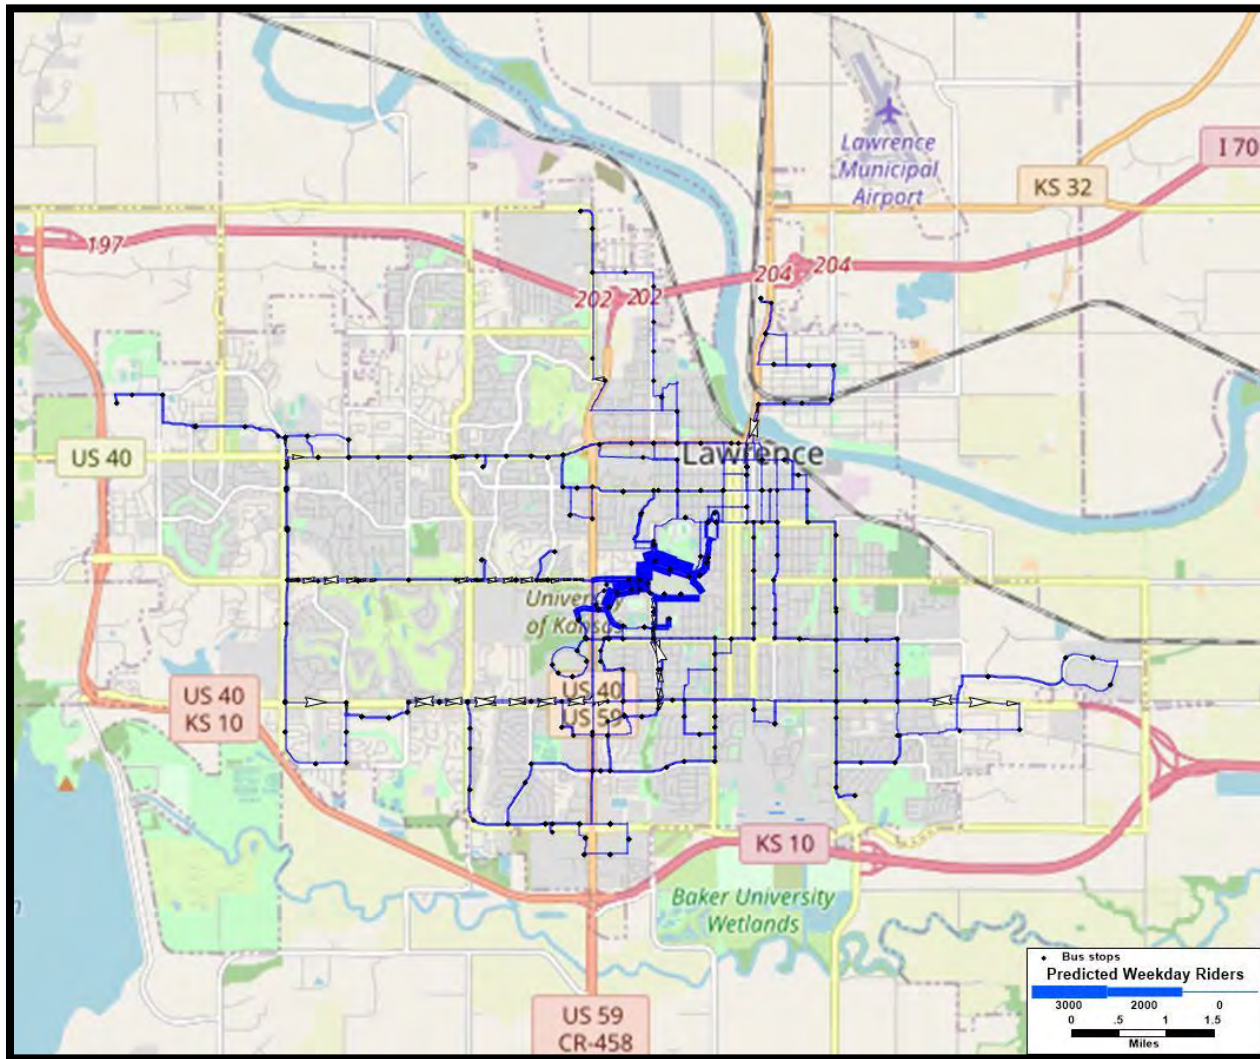 Lawrence
Municipal
Airport
I 70
KS 32
197
204
204
202
202
US 40
Lawrence
University
of Kansas
US 40
KS 10
US 40
US 59
KS 10
Baker University
Wetlands
US 59
CR-458
Bus stops
Predicted Weekday Riders
3000 2000 0
0 .5 1 1.5
Miles